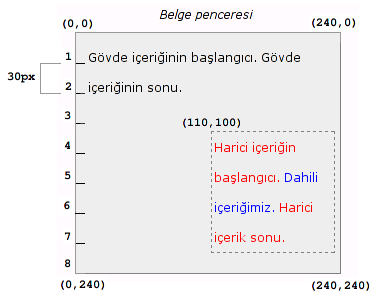 Belge penceresi
(0,0) (240,0)
1 Gövde içeriğinin başlangıcı. Gövde
30px
2 içeriğinin sonu.
3 (110,100)
4 Harici içeriğin
5 başlangıcı. Dahili
6 içeriğimiz. Harici
7 içerik sonu.
8
(0,240) (240,240)